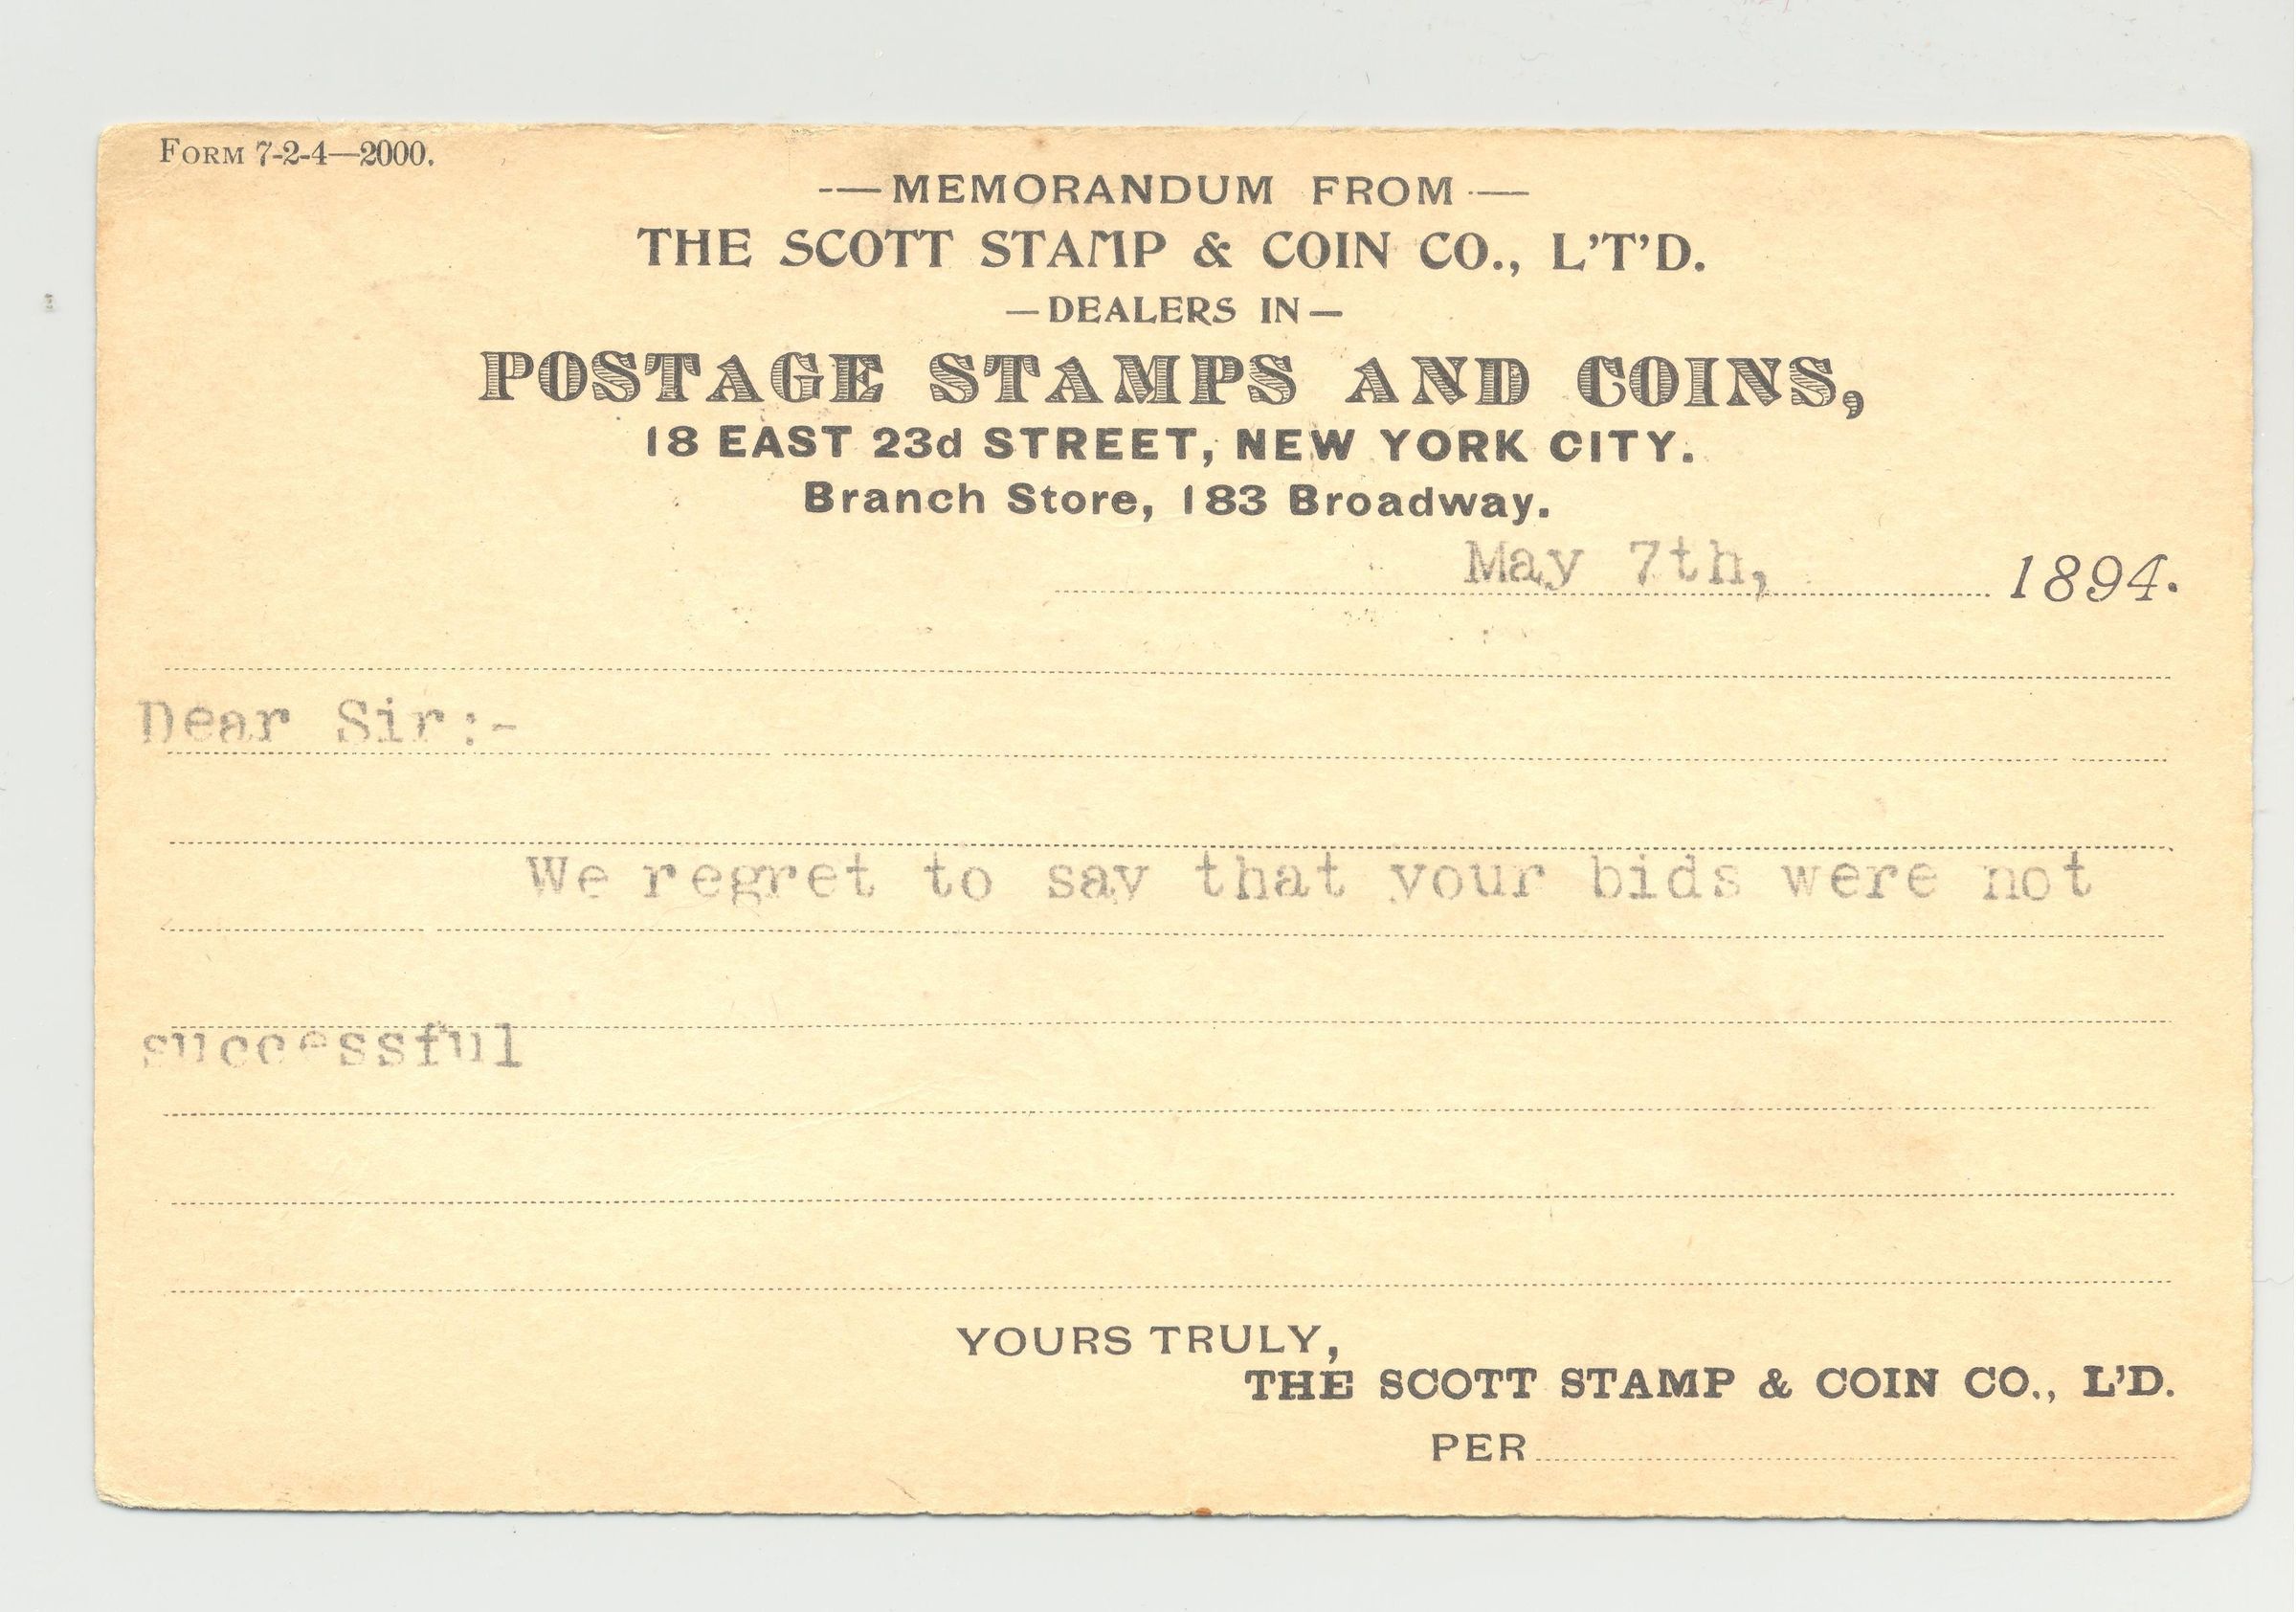 FORM 7-2-4—2000.
—MEMORANDUM FROM—
THE SCOTT STAMP & COIN CO., L'T'D.
—DEALERS IN—
POSTAGE STAMPS AND COINS,
18 EAST 23d STREET, NEW YORK CITY.
Branch Store, 183 Broadway.
May 7th, 1894.
Dear Sir:-
We regret to say that your bids were not
successful
YOURS TRULY,
THE SCOTT STAMP & COIN CO., L'D.
PER